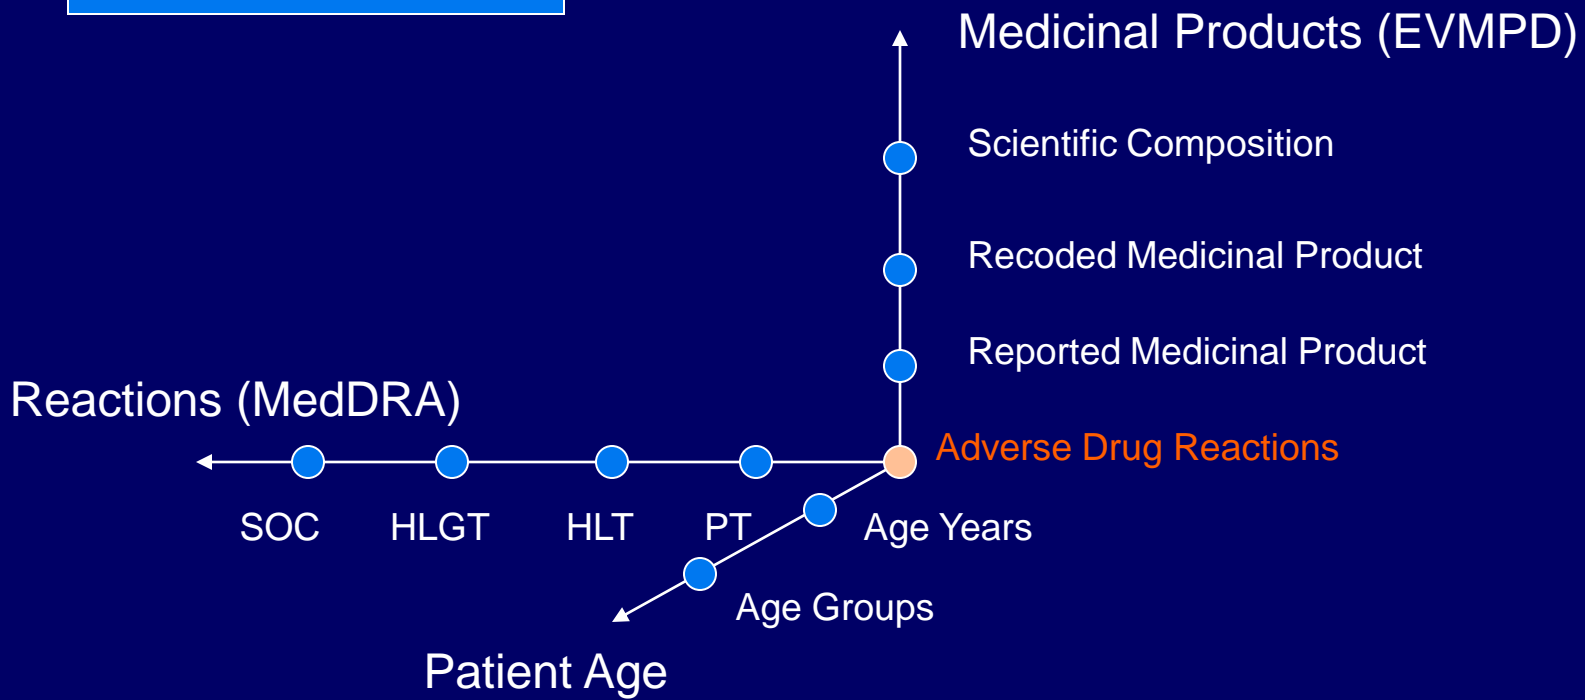 Medicinal Products (EVMPD)
Scientific Composition
Recoded Medicinal Product
Reported Medicinal Product
Reactions (MedDRA)
Adverse Drug Reactions
SOC HLGT HLT PT Age Years
Age Groups
Patient Age